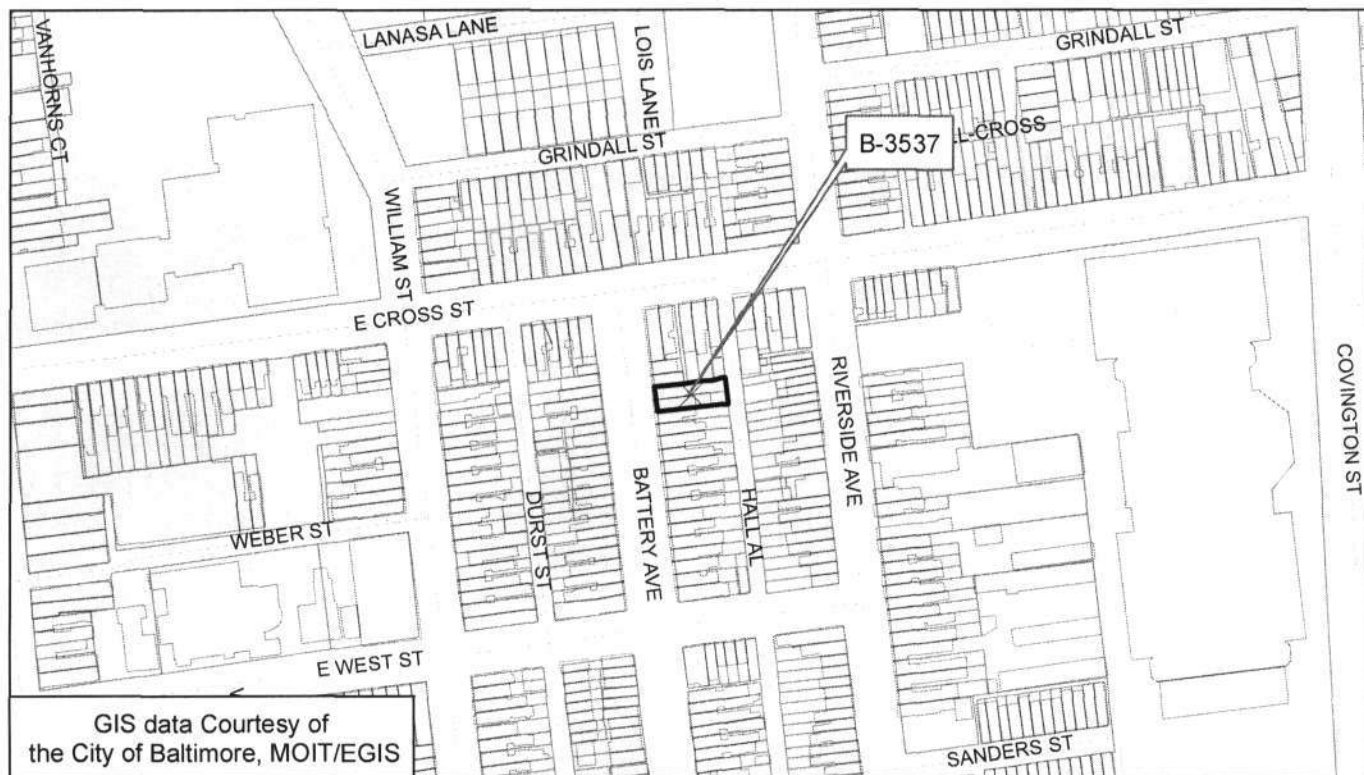 VANHORNS CT
LANASA LANE
LOIS LANE
GRINDALL ST
GRINDALL ST
B-3537
LL-CROSS
WILLIAM ST
E CROSS ST
RIVERSIDE AVE
COVINGTON ST
BATTERY AVE
HALL AL
DURST ST
WEBER ST
E WEST ST
GIS data Courtesy of
the City of Baltimore, MOIT/EGIS
SANDERS ST